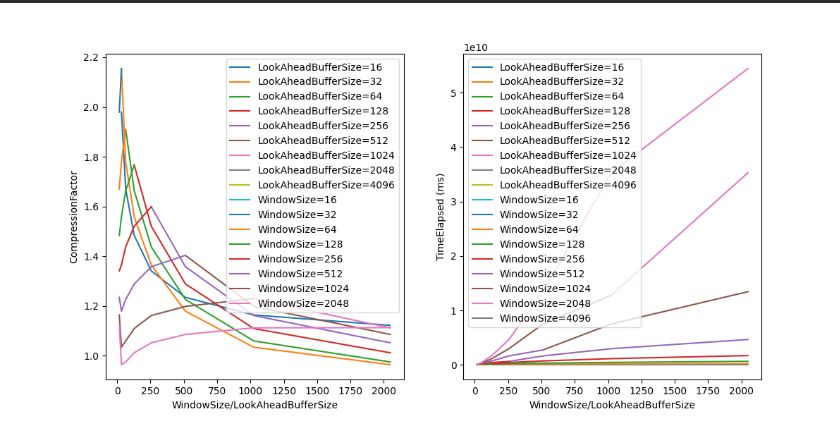 2.2
2.0
1.8
1.6
1.4
1.2
1.0
CompressionFactor
0
250
500
750
1000
1250
1500
1750
2000
WindowSize/LookAheadBufferSize
LookAheadBufferSize=16
LookAheadBufferSize=32
LookAheadBufferSize=64
LookAheadBufferSize=128
LookAheadBufferSize=256
LookAheadBufferSize=512
LookAheadBufferSize=1024
LookAheadBufferSize=2048
LookAheadBufferSize=4096
WindowSize=16
WindowSize=32
WindowSize=64
WindowSize=128
WindowSize=256
WindowSize=512
WindowSize=1024
WindowSize=2048
1e10
5
4
3
2
1
0
TimeElapsed (ms)
0
250
500
750
1000
1250
1500
1750
2000
WindowSize/LookAheadBufferSize
LookAheadBufferSize=16
LookAheadBufferSize=32
LookAheadBufferSize=64
LookAheadBufferSize=128
LookAheadBufferSize=256
LookAheadBufferSize=512
LookAheadBufferSize=1024
LookAheadBufferSize=2048
LookAheadBufferSize=4096
WindowSize=16
WindowSize=32
WindowSize=64
WindowSize=128
WindowSize=256
WindowSize=512
WindowSize=1024
WindowSize=2048
WindowSize=4096